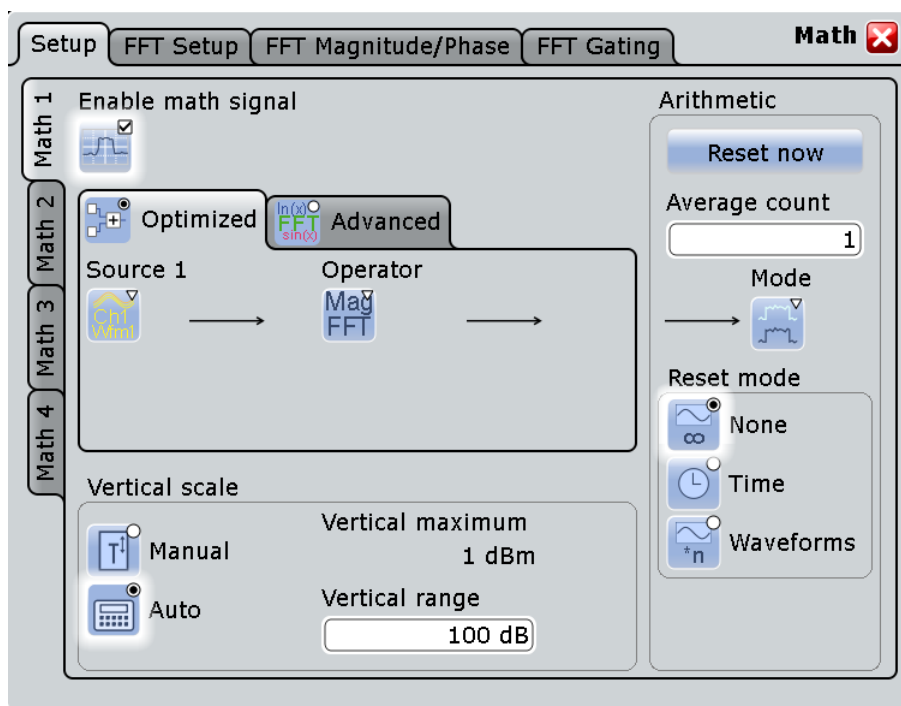 Setup FFT Setup FFT Magnitude/Phase FFT Gating Math
Math 1
Math 2
Math 3
Math 4
Enable math signal
Optimized
ln(x) FFT sin(x)
Advanced
Source 1
Ch1
Wfm1
Operator
Mag
FFT
Vertical scale
T
Manual
Auto
Vertical maximum
1 dBm
Vertical range
100 dB
Arithmetic
Reset now
Average count
1
Mode
Reset mode
∞
None
Time
*n
Waveforms